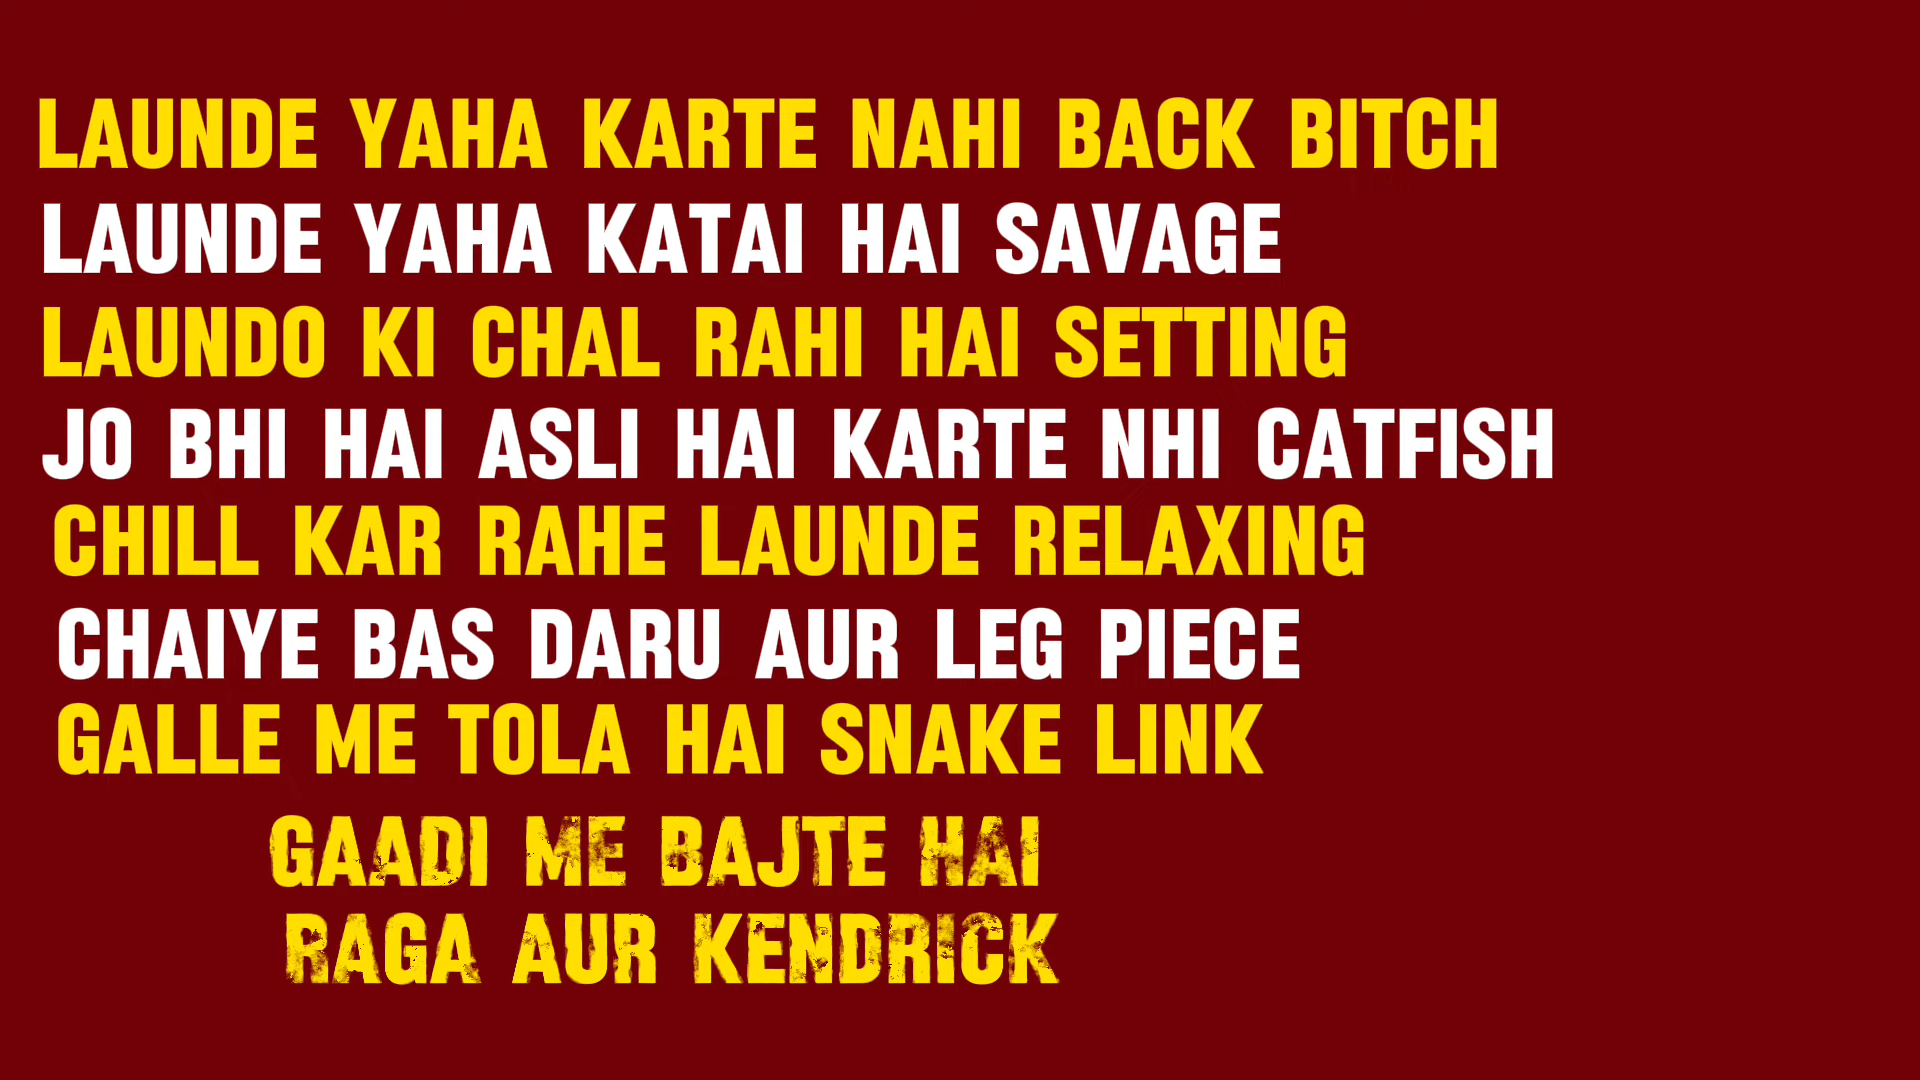 LAUNDE YAHA KARTE NAHI BACK BITCH
LAUNDE YAHA KATAI HAI SAVAGE
LAUNDO KI CHAL RAHI HAI SETTING
JO BHI HAI ASLI HAI KARTE NHI CATFISH
CHILL KAR RAHE LAUNDE RELAXING
CHAIYE BAS DARU AUR LEG PIECE
GALLE ME TOLA HAI SNAKE LINK
GAADI ME BAJTE HAI
RAGA AUR KENDRICK